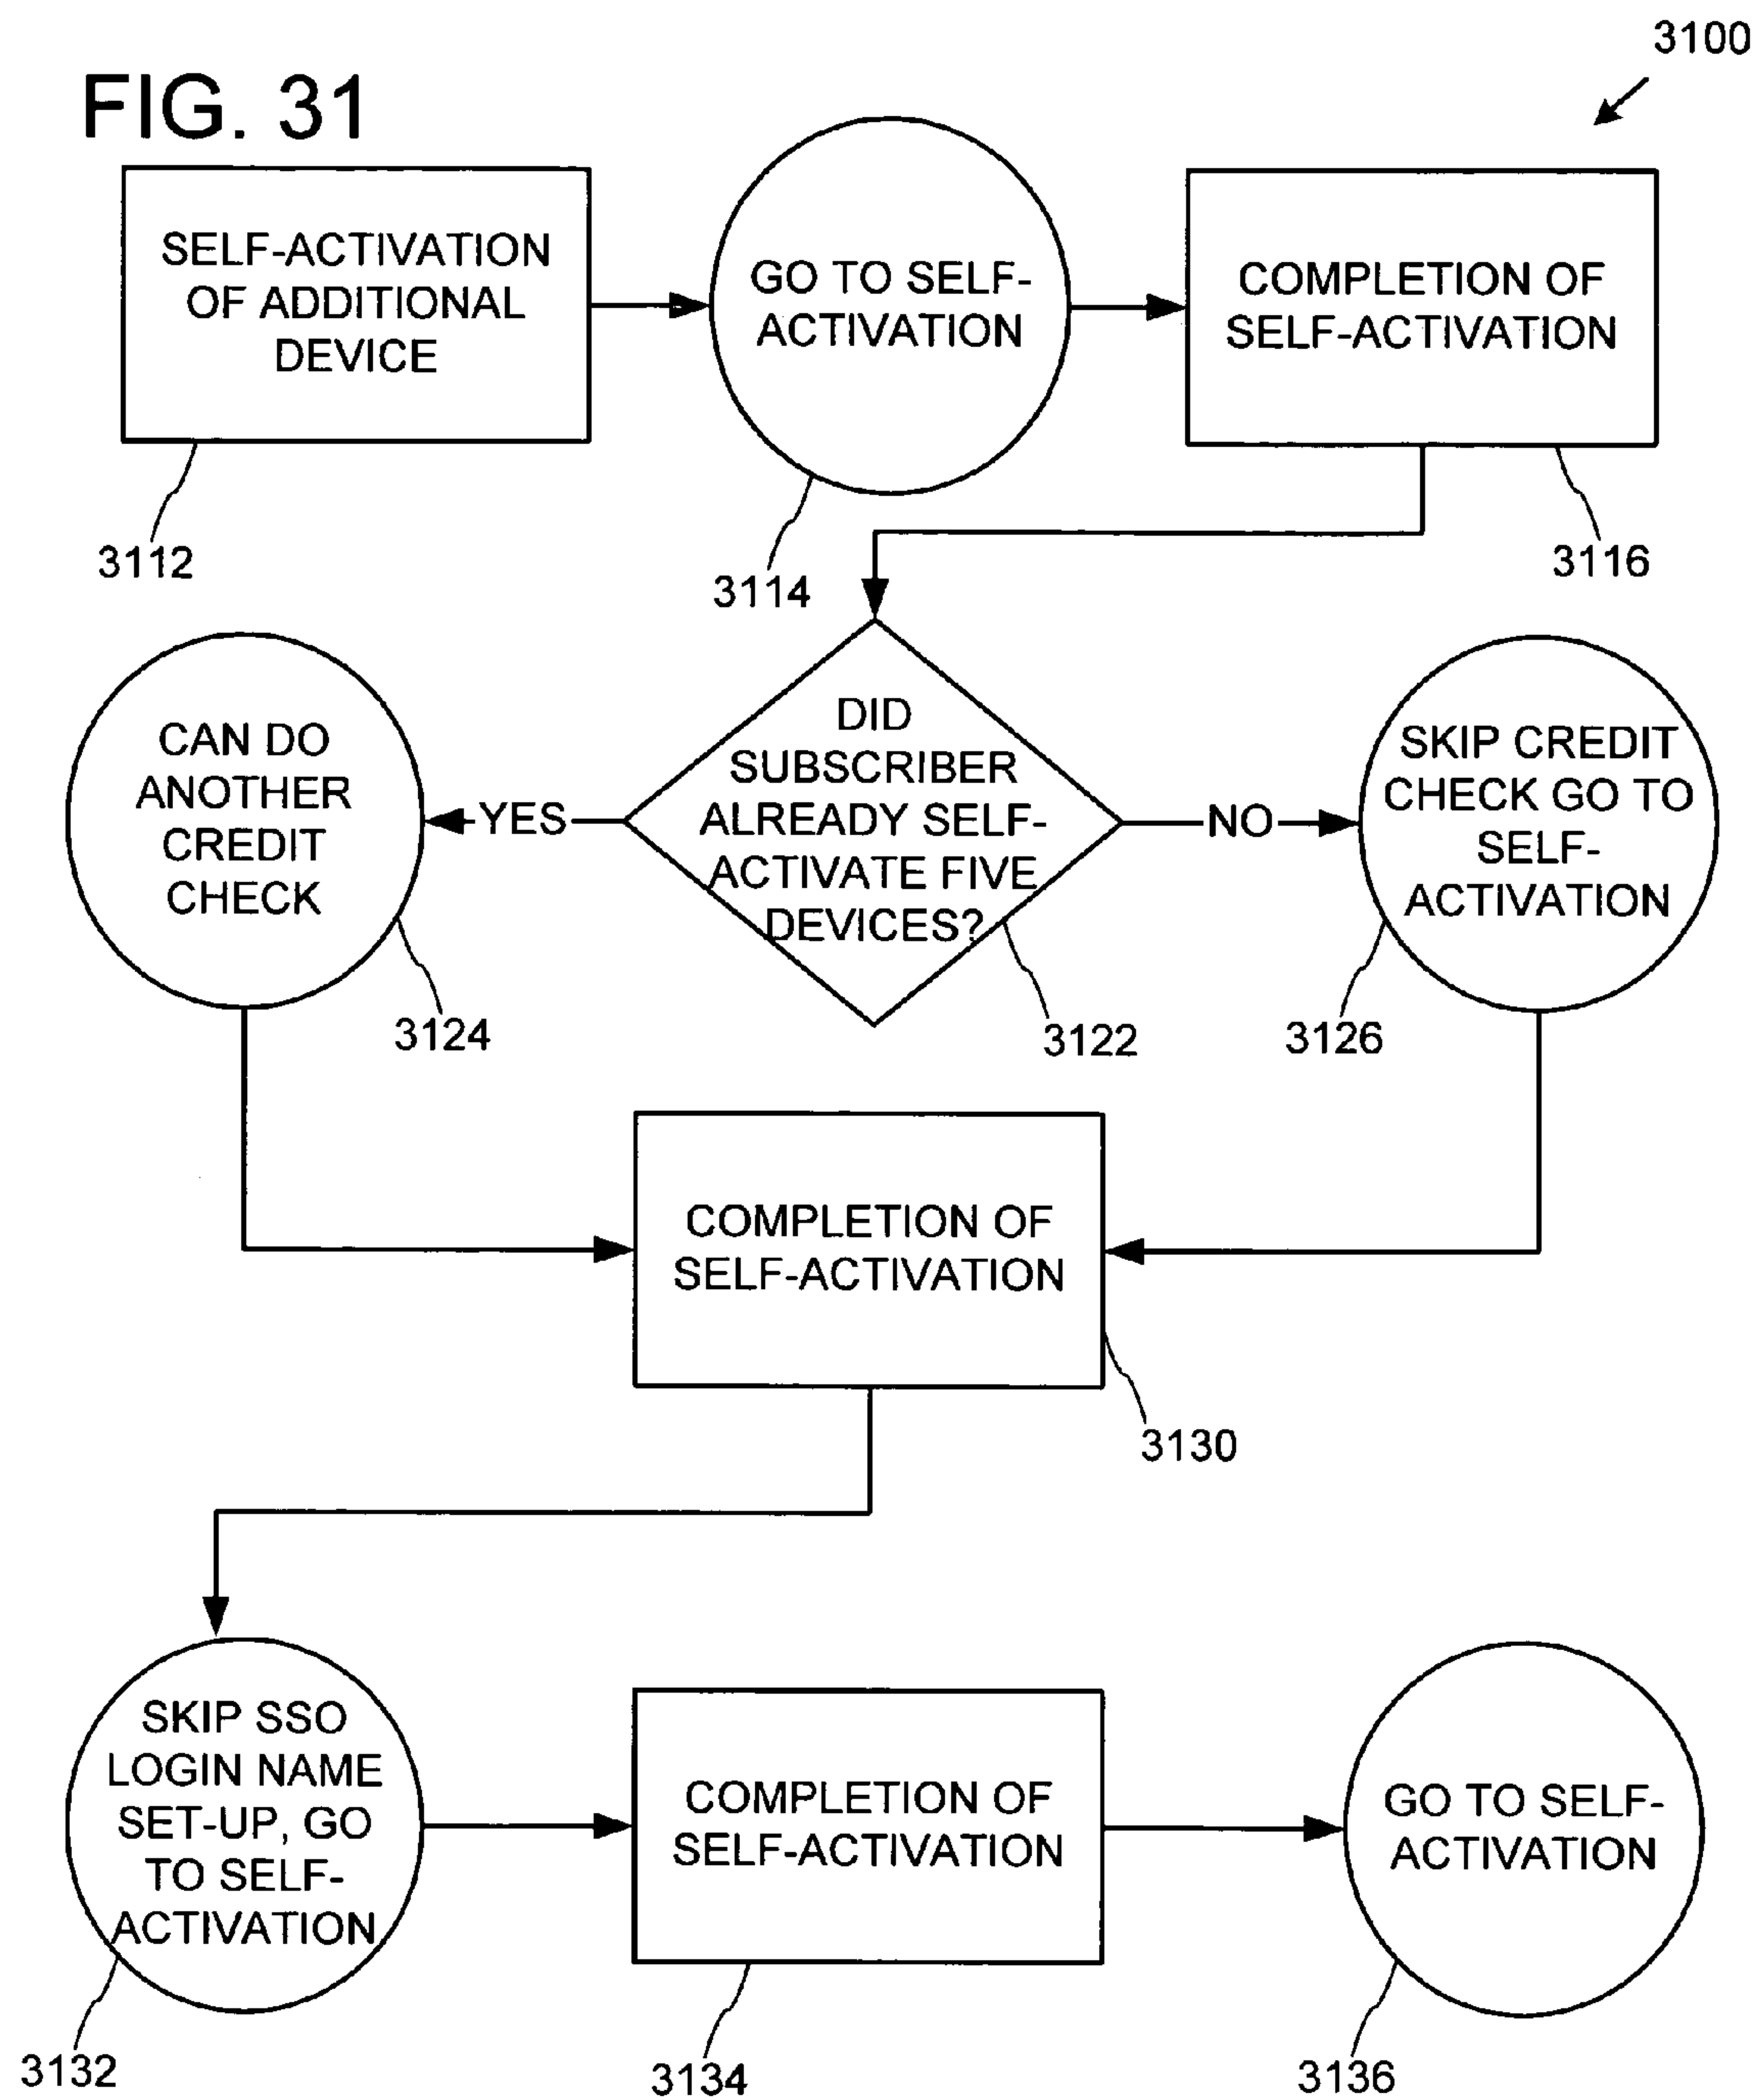 3100
FIG. 31
SELF-ACTIVATION
OF ADDITIONAL
DEVICE
GO TO SELF-
ACTIVATION
COMPLETION OF
SELF-ACTIVATION
3112
3114
3116
CAN DO
ANOTHER
CREDIT
CHECK
YES
DID
SUBSCRIBER
ALREADY SELF-
ACTIVATE FIVE
DEVICES?
NO
SKIP CREDIT
CHECK GO TO
SELF-
ACTIVATION
3124
3122
3126
COMPLETION OF
SELF-ACTIVATION
3130
SKIP SSO
LOGIN NAME
SET-UP, GO
TO SELF-
ACTIVATION
COMPLETION OF
SELF-ACTIVATION
GO TO SELF-
ACTIVATION
3132
3134
3136